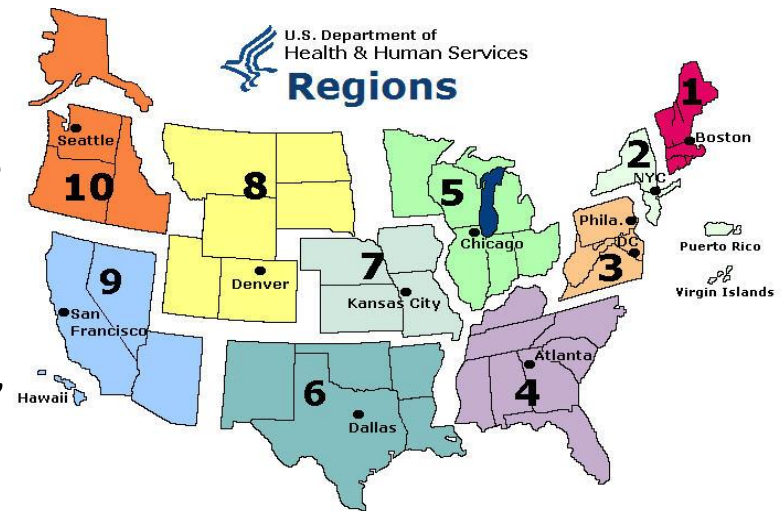 U.S. Department of
Health & Human Services
Regions
1
Boston
2
NYC
Seattle
10
8
5
Chicago
Phila.
DC
3
Puerto Rico
Virgin Islands
9
San
Francisco
Denver
7
Kansas City
Hawaii
6
Dallas
Atlanta
4